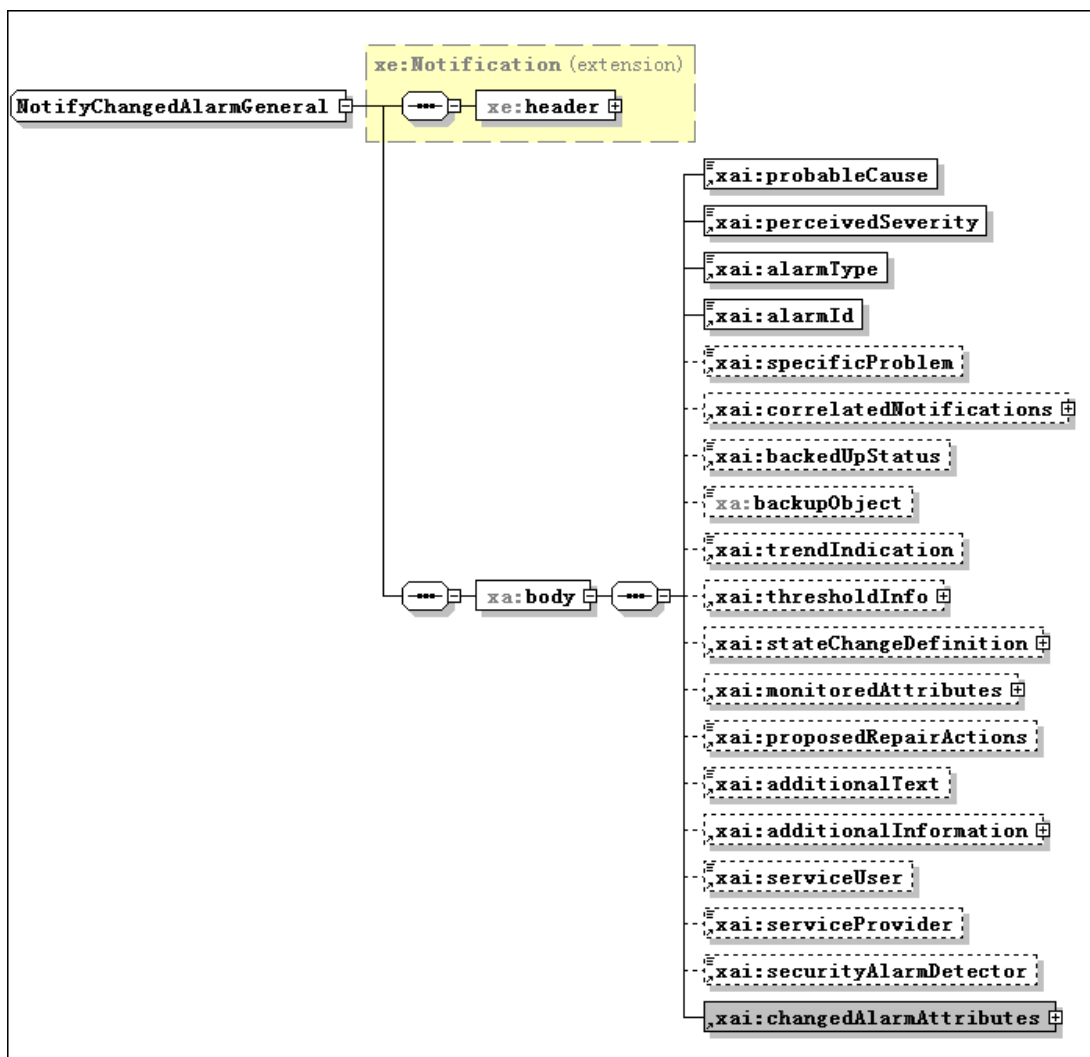 xe:Notification (extension)
NotifyChangedAlarmGeneral
xe:header
xai:probableCause
xai:perceivedSeverity
xai:alarmType
xai:alarmId
xai:specificProblem
xai:correlatedNotifications
xai:backedUpStatus
xa:backupObject
xai:trendIndication
xa:body
xai:thresholdInfo
xai:stateChangeDefinition
xai:monitoredAttributes
xai:proposedRepairActions
xai:additionalText
xai:additionalInformation
xai:serviceUser
xai:serviceProvider
xai:securityAlarmDetector
xai:changedAlarmAttributes